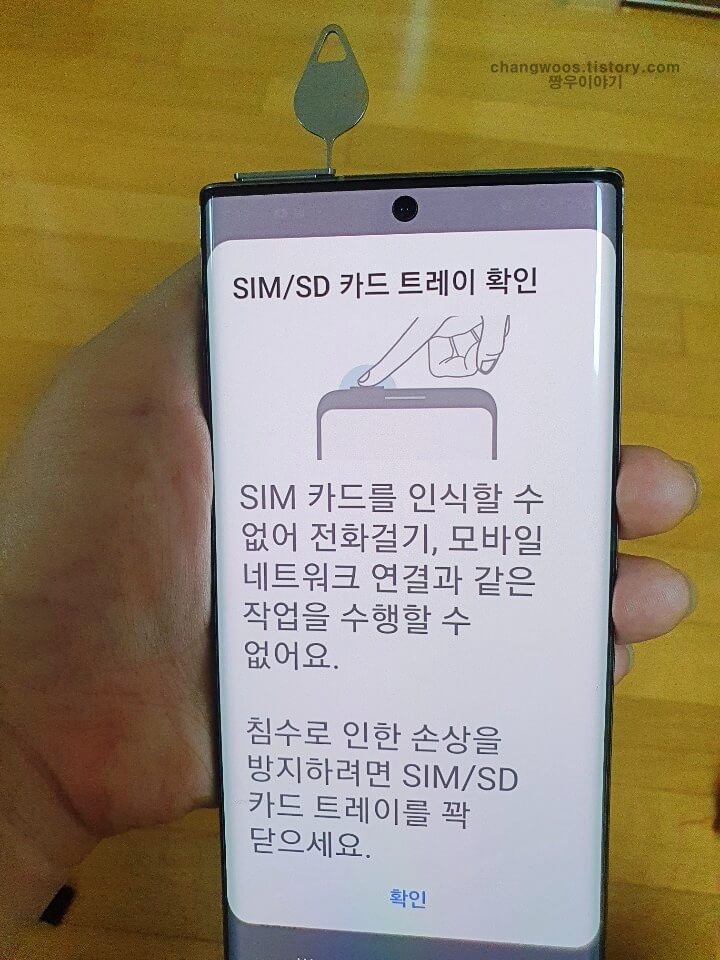 changwoos.tistory.com
짱우이야기
SIM/SD 카드 트레이 확인
SIM 카드를 인식할 수
없어 전화걸기, 모바일
네트워크 연결과 같은
작업을 수행할 수
없어요.
침수로 인한 손상을
방지하려면 SIM/SD
카드 트레이를 꽉
닫으세요.
확인